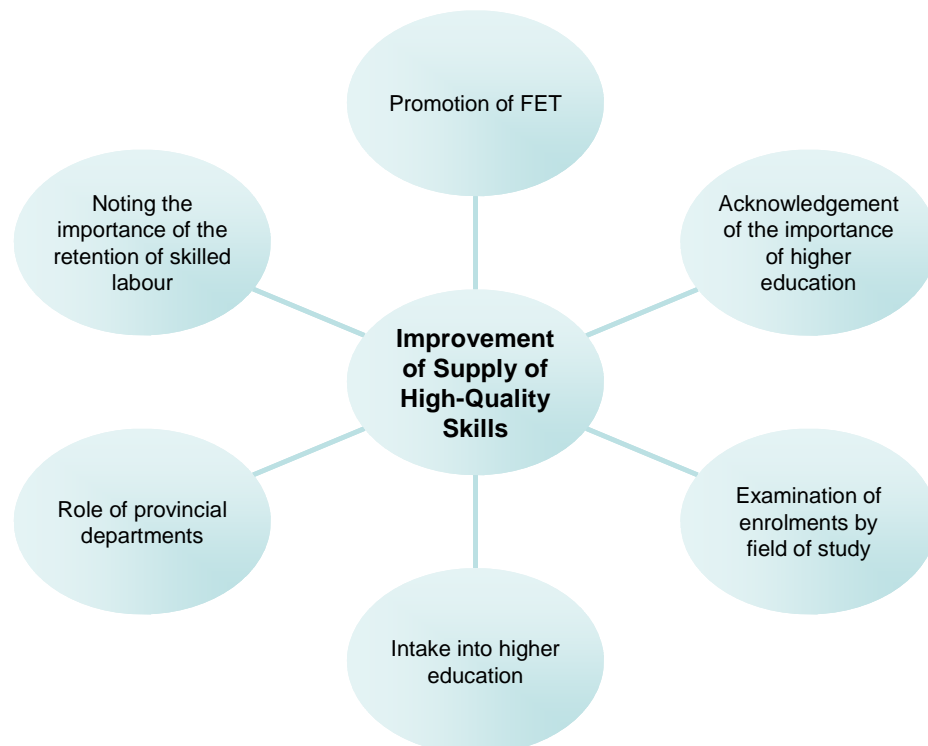 Promotion of FET
Noting the
importance of the
retention of skilled
labour
Acknowledgement
of the importance
of higher
education
Improvement
of Supply of
High-Quality
Skills
Role of provincial
departments
Examination of
enrolments by
field of study
Intake into higher
education